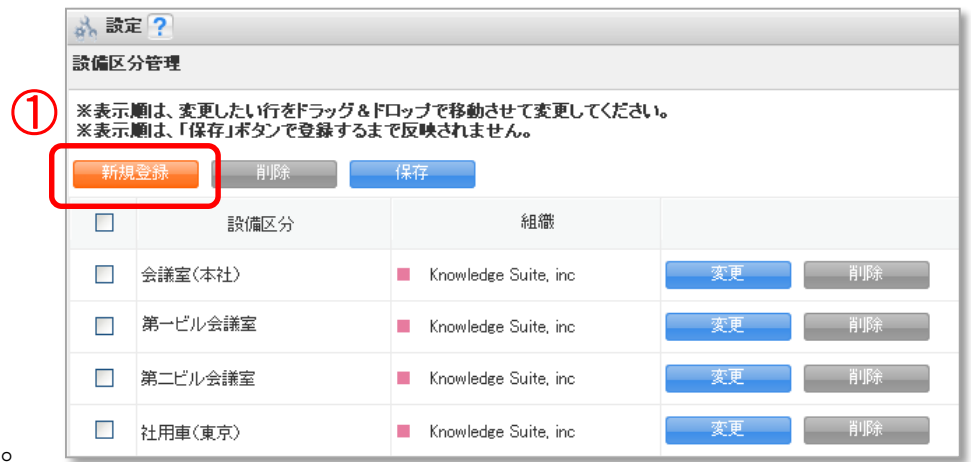 設定 ?
設備区分管理
①
※表示順は、変更したい行をドラッグ&ドロップで移動させて変更してください。
※表示順は、「保存」ボタンで登録するまで反映されません。
新規登録 削除 保存
設備区分 組織
会議室(本社) Knowledge Suite, inc 変更 削除
第一ビル会議室 Knowledge Suite, inc 変更 削除
第二ビル会議室 Knowledge Suite, inc 変更 削除
社用車(東京) Knowledge Suite, inc 変更 削除
。